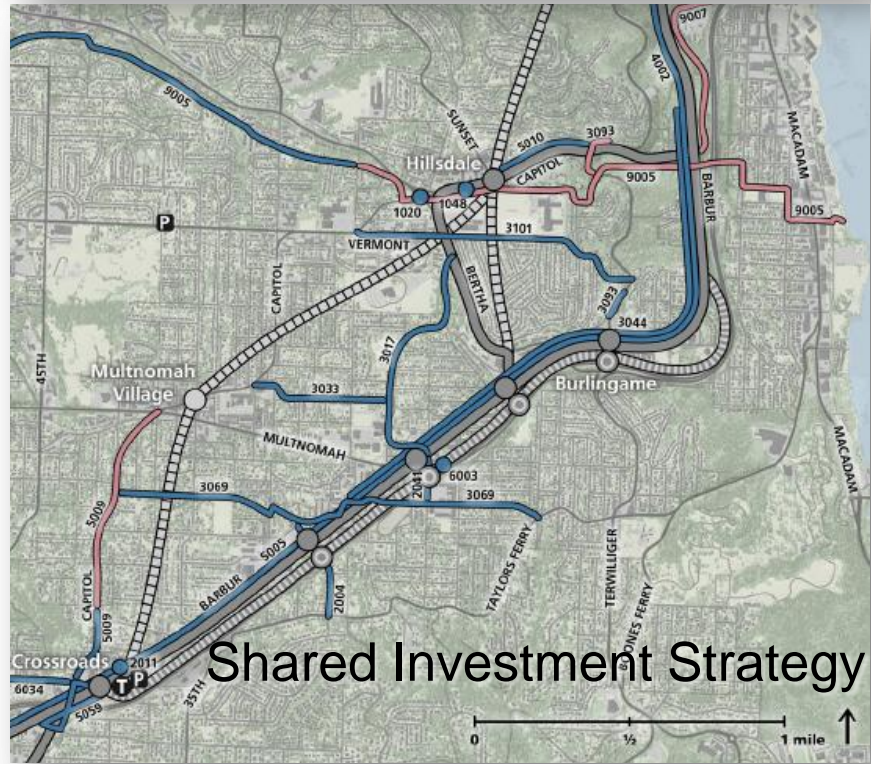 9007
4002
9005
SUNSET
3093
5010
MACADAM
Hillsdale
CAPITOL
9005
BARBUR
1020
1048
9005
P
VERMONT
3101
CAPITOL
BERTHA
3093
3044
3017
45TH
Multnomah
Village
3033
Burlingame
MULTNOMAH
MACADAM
2041
6003
3069
3069
5009
5005
TAYLORS FERRY
TERWILLIGER
BARBUR
2004
CAPITOL
5009
BOONES FERRY
Crossroads
2011
Shared Investment Strategy
T P
6034
35TH
5059
0 ½ 1 mile